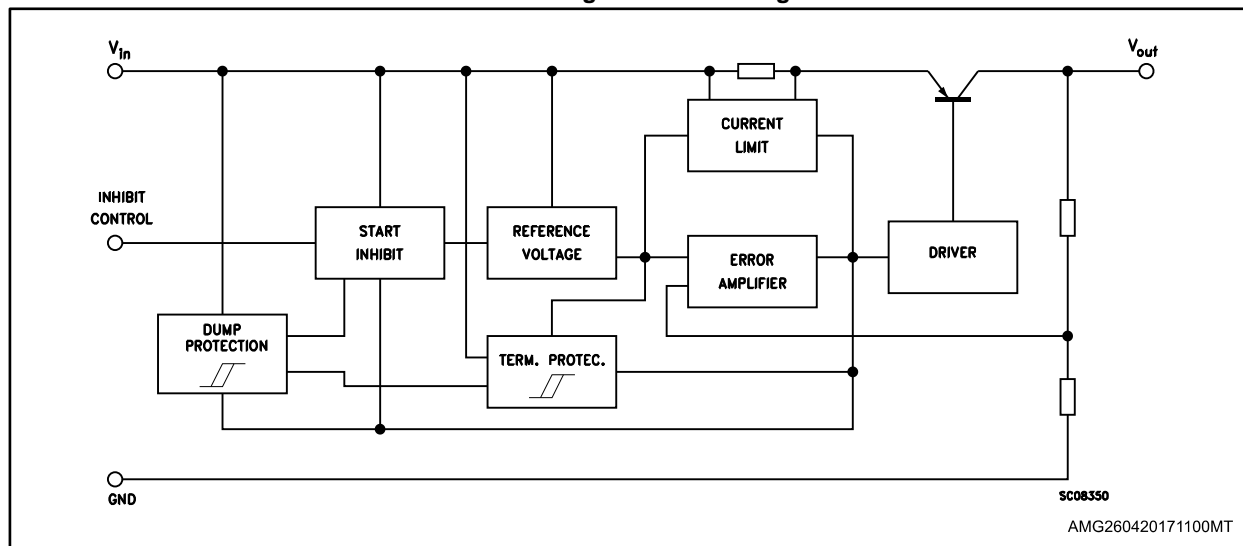 V_in
V_out
CURRENT
LIMIT
INHIBIT
CONTROL
START
INHIBIT
REFERENCE
VOLTAGE
ERROR
AMPLIFIER
DRIVER
DUMP
PROTECTION
TERM. PROTEC.
GND
SC08350
AMG260420171100MT